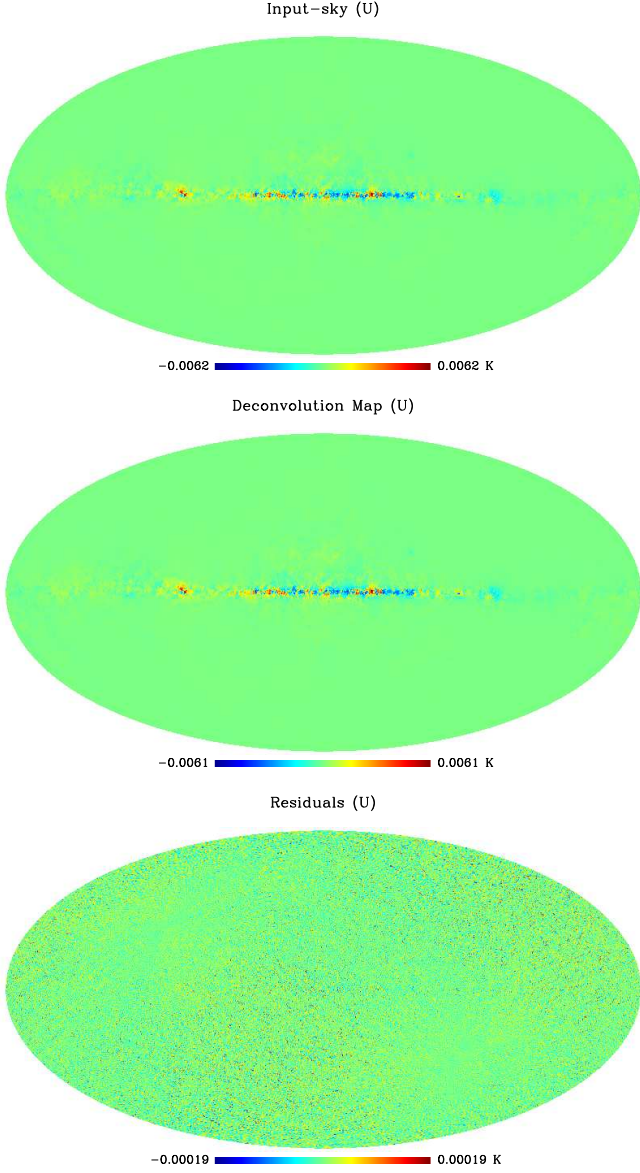 Input-sky (U)
-0.0062 0.0062 K
Deconvolution Map (U)
-0.0061 0.0061 K
Residuals (U)
-0.00019 0.00019 K